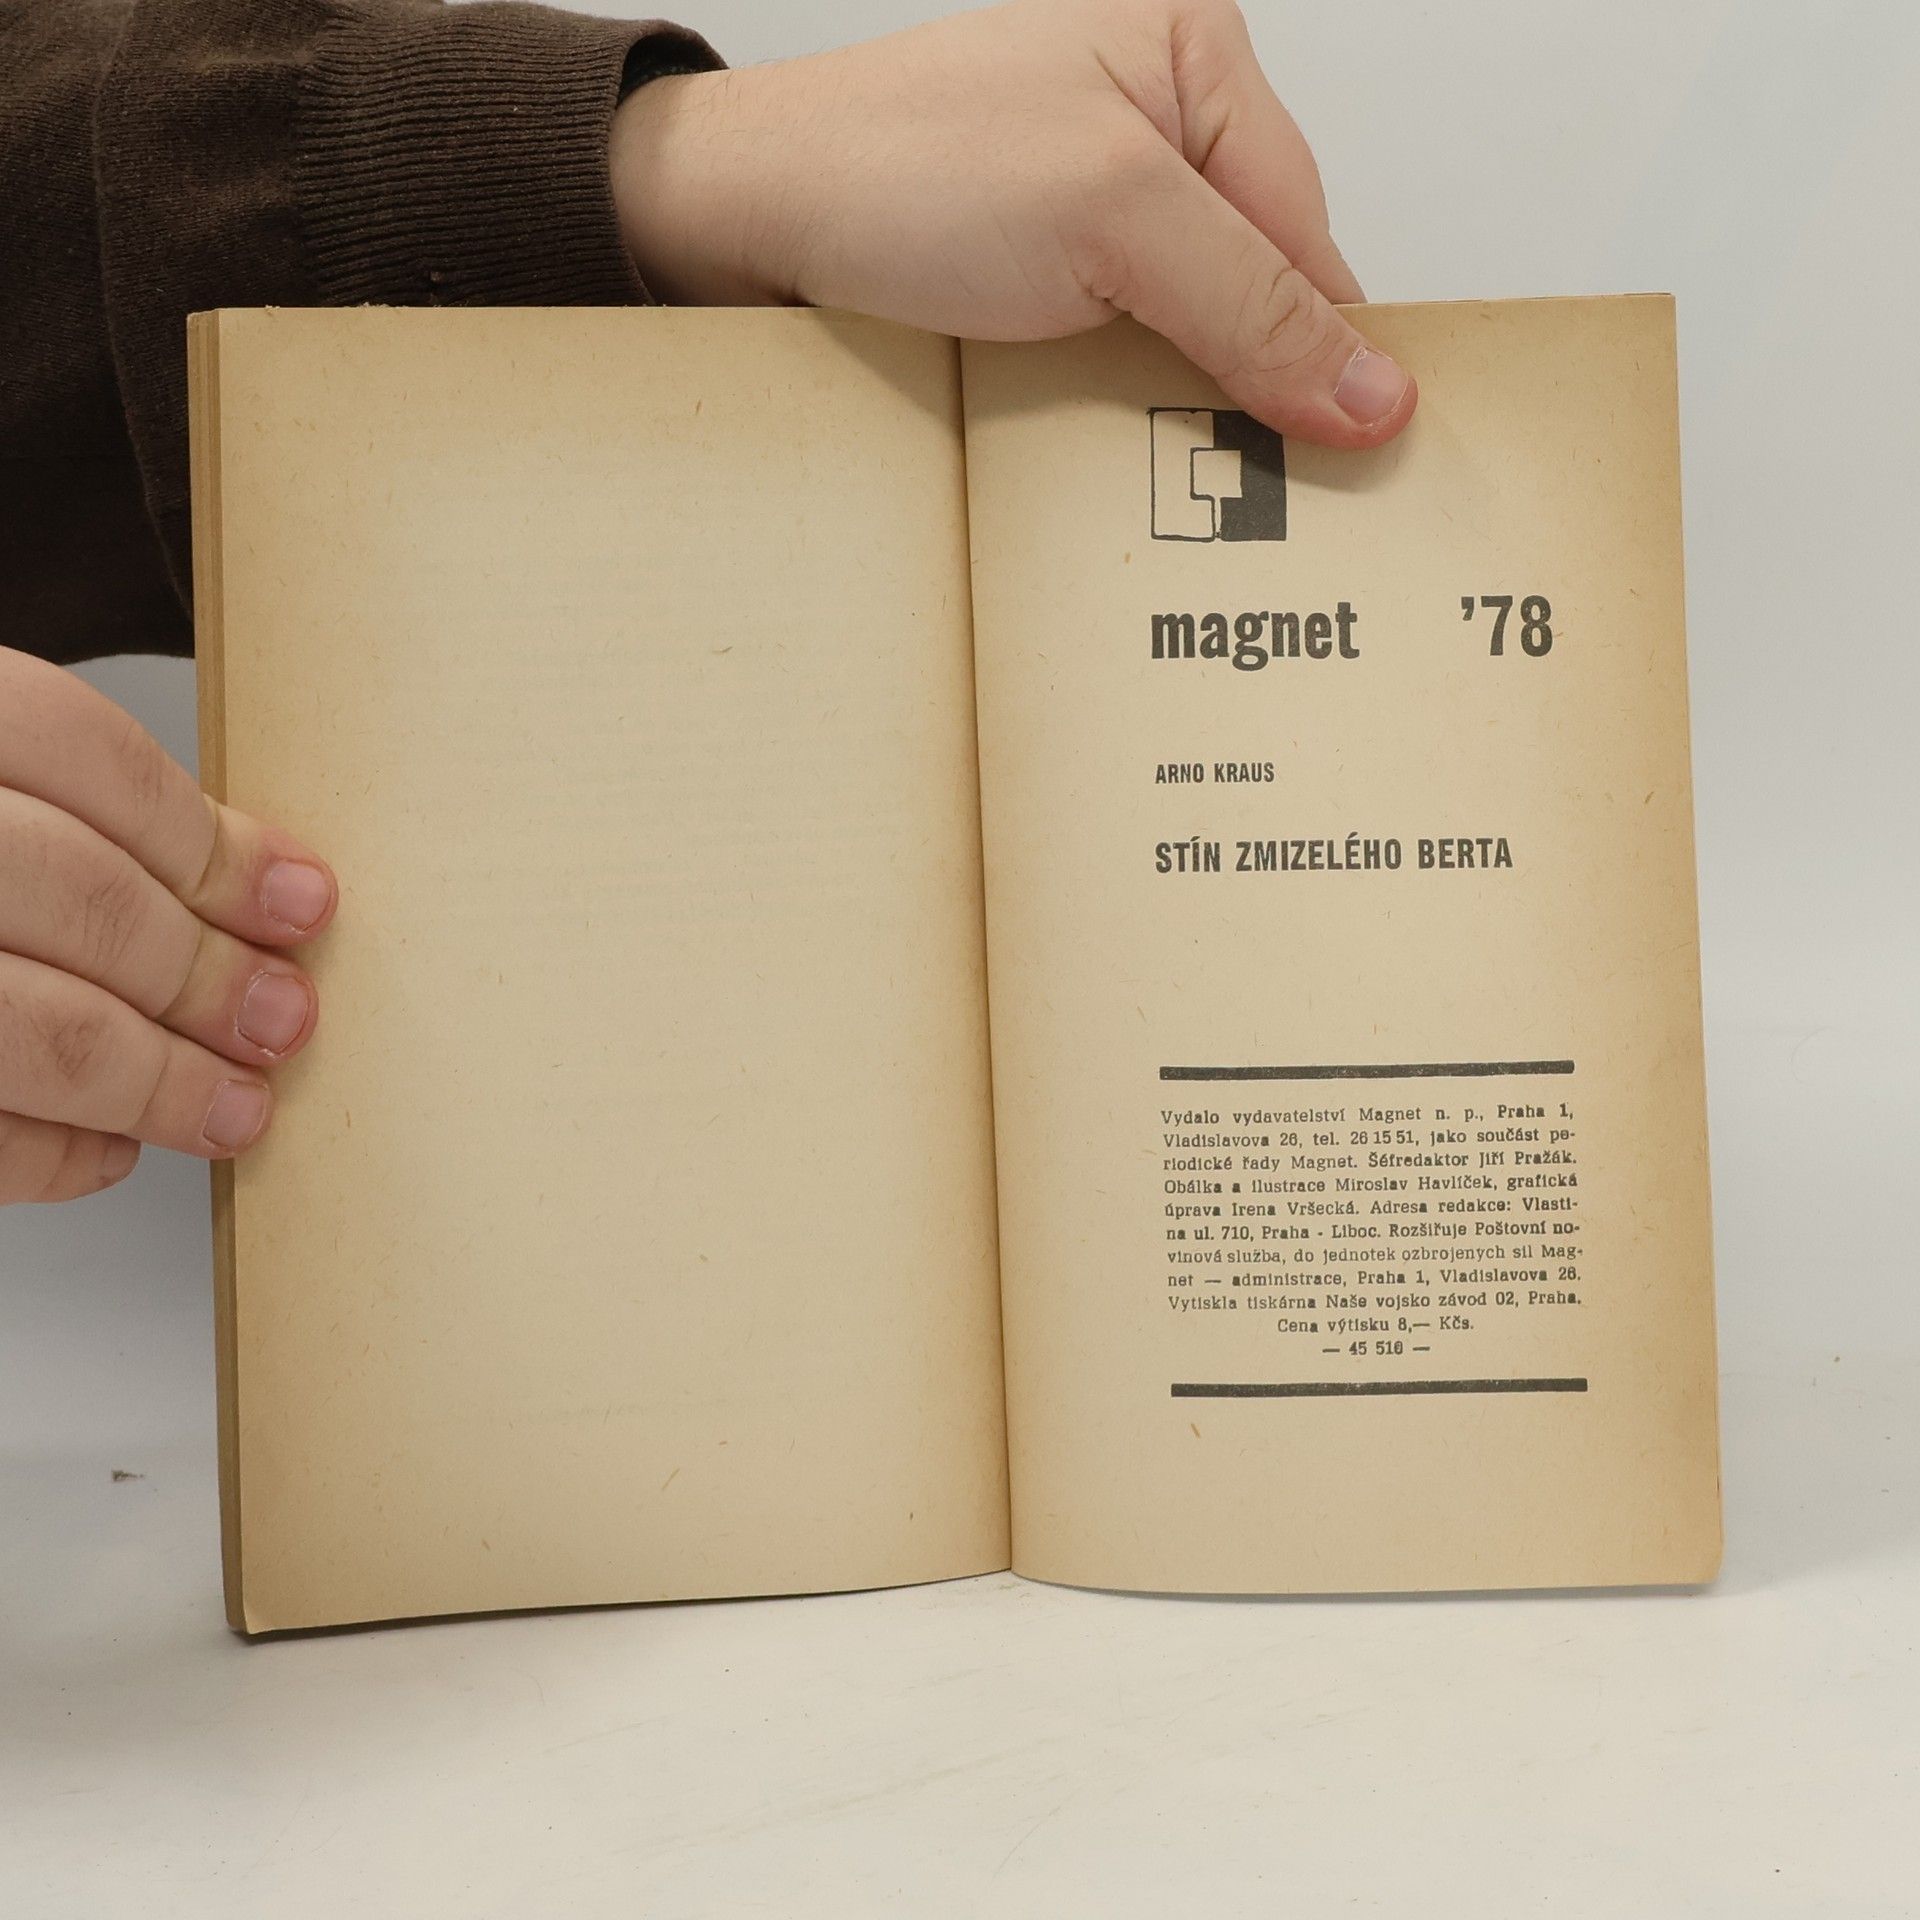 magnet '78
ARNO KRAUS
STÍN ZMIZELÉHO BERTA
Vydalo vydavatelství Magnet n. p., Praha 1,
Vladislavova 26, tel. 26 15 51, jako součást pe-
riodické řady Magnet. Šéfredaktor Jiří Pražák.
Obálka a ilustrace Miroslav Havlíček, grafická
úprava Irena Vršecká. Adresa redakce: Vlasti-
na ul. 710, Praha - Liboc. Rozšiřuje Poštovní no-
vinová služba, do jednotek ozbrojených sil Mag-
net — administrace, Praha 1, Vladislavova 26.
Vytiskla tiskárna Naše vojsko závod 02, Praha.
Cena výtisku 8,— Kčs.
— 45 510 —